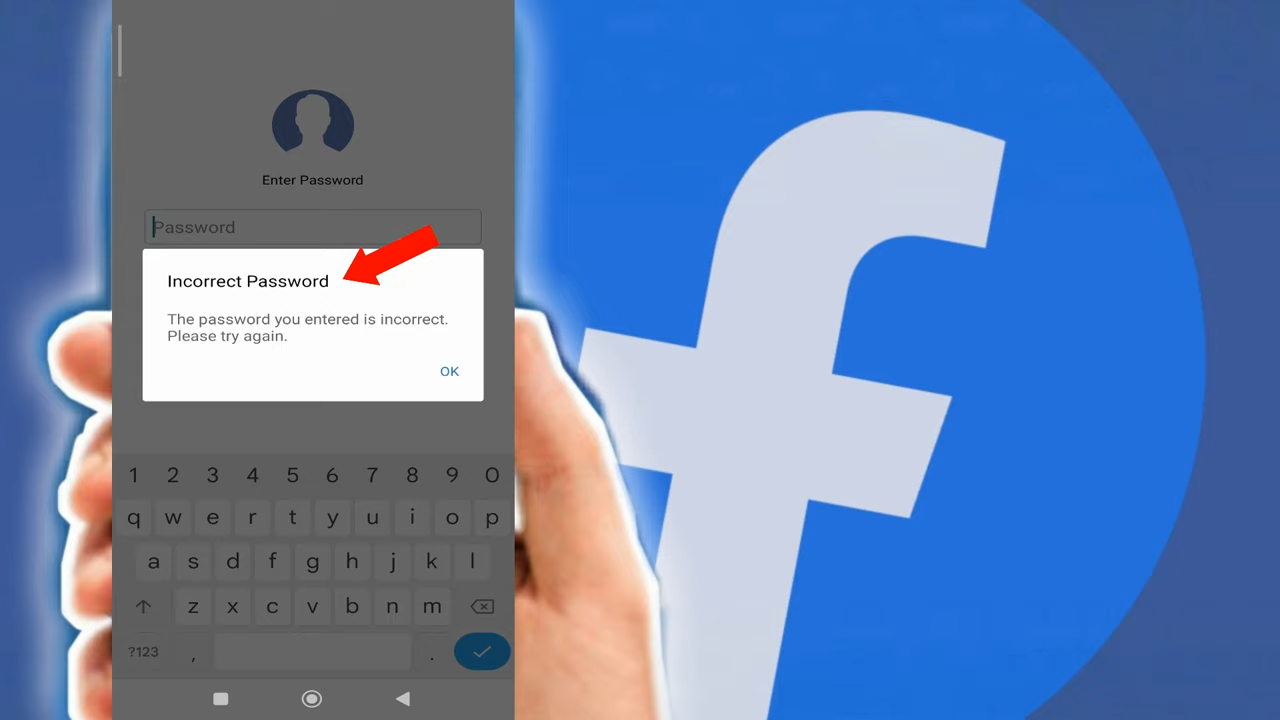 Enter Password
Password
Incorrect Password
The password you entered is incorrect.
Please try again.
OK
1 2 3 4 5 6 7 8 9 0
q w e r t y u i o p
a s d f g h j k l
z x c v b n m
?123 , .
f